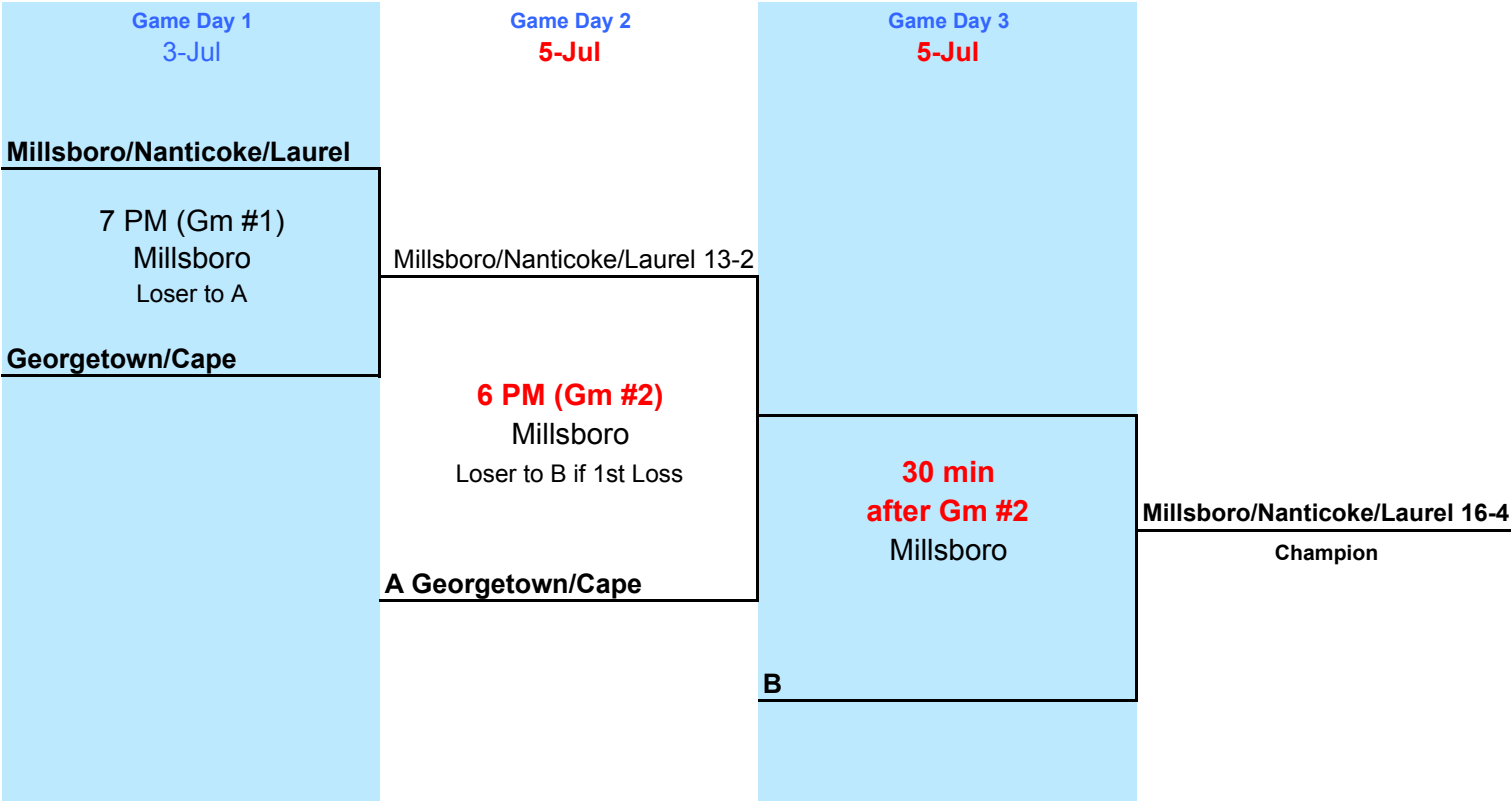 Game Day 1
3-Jul
Game Day 2
5-Jul
Game Day 3
5-Jul
Millsboro/Nanticoke/Laurel
7 PM (Gm #1)
Millsboro
Loser to A
Georgetown/Cape
Millsboro/Nanticoke/Laurel 13-2
6 PM (Gm #2)
Millsboro
Loser to B if 1st Loss
A Georgetown/Cape
30 min
after Gm #2
Millsboro
B
Millsboro/Nanticoke/Laurel 16-4
Champion